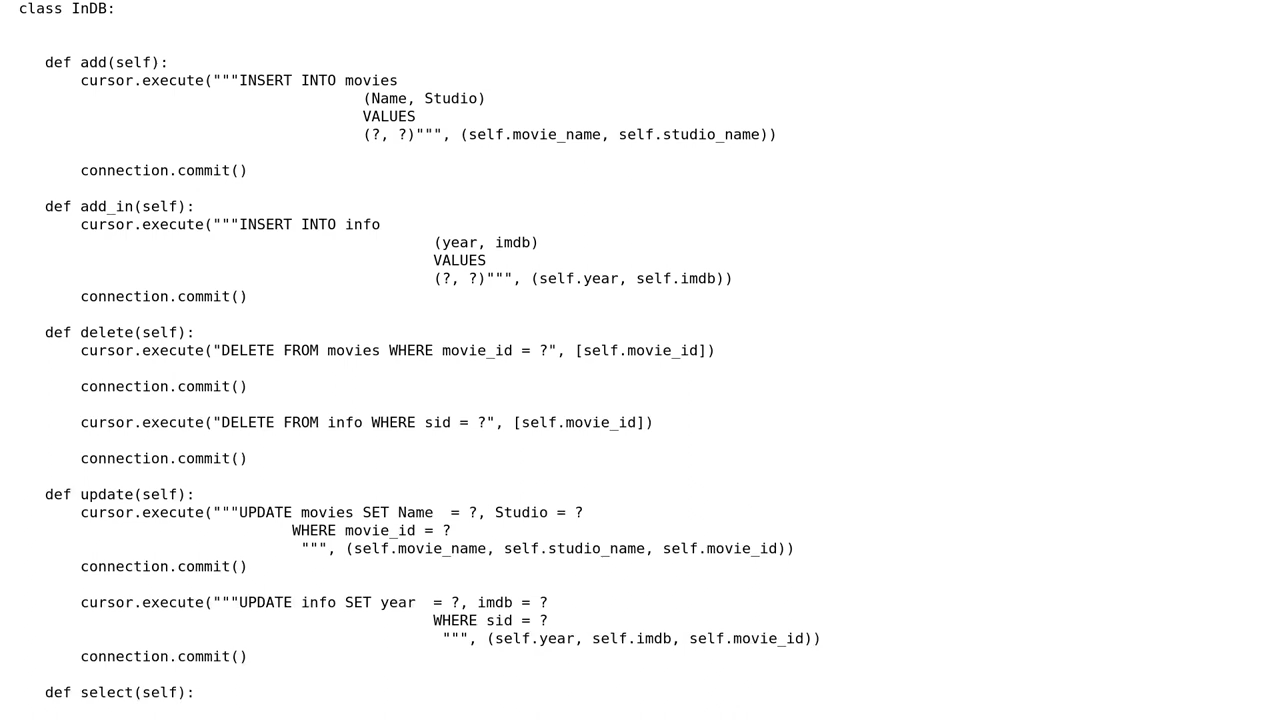 class InDB:
def add(self):
cursor.execute("""INSERT INTO movies
(Name, Studio)
VALUES
(?, ?)""", (self.movie_name, self.studio_name))
connection.commit()
def add_in(self):
cursor.execute("""INSERT INTO info
(year, imdb)
VALUES
(?, ?)""", (self.year, self.imdb))
connection.commit()
def delete(self):
cursor.execute("DELETE FROM movies WHERE movie_id = ?", [self.movie_id])
connection.commit()
cursor.execute("DELETE FROM info WHERE sid = ?", [self.movie_id])
connection.commit()
def update(self):
cursor.execute("""UPDATE movies SET Name  = ?, Studio = ?
WHERE movie_id = ?
""", (self.movie_name, self.studio_name, self.movie_id))
connection.commit()
cursor.execute("""UPDATE info SET year  = ?, imdb = ?
WHERE sid = ?
""", (self.year, self.imdb, self.movie_id))
connection.commit()
def select(self):